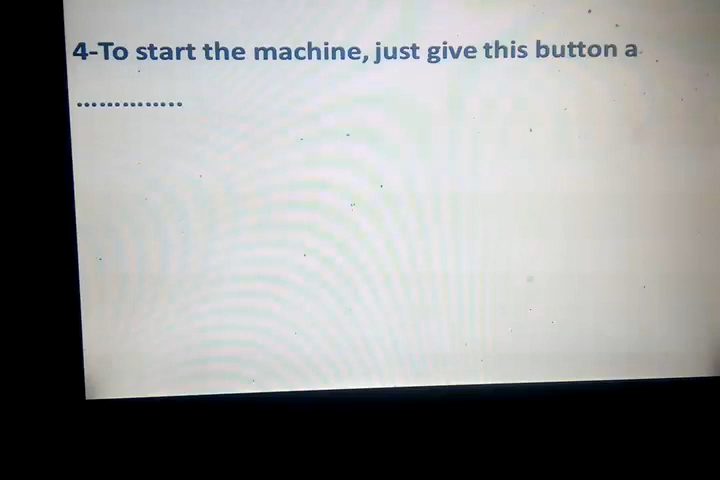 4-To start the machine, just give this button a
..............